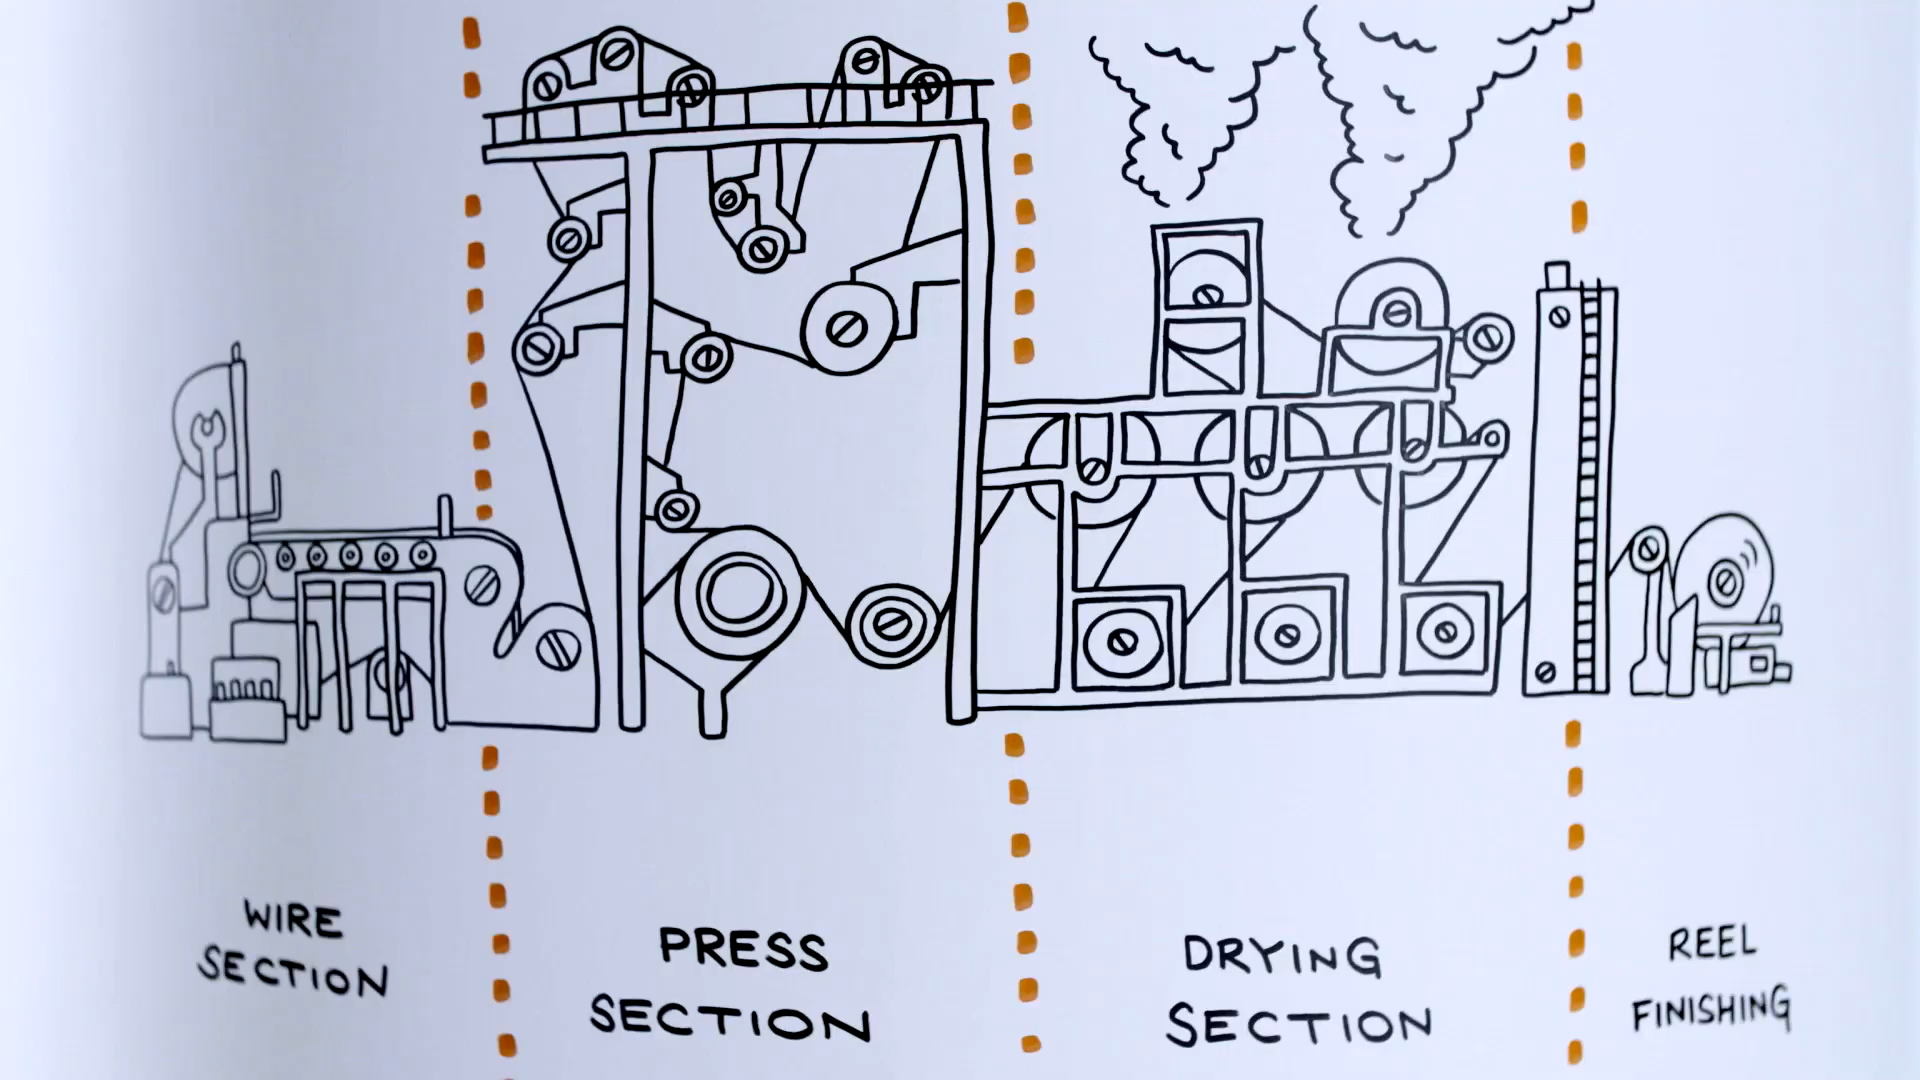 WIRE
SECTION
PRESS
SECTION
DRYING
SECTION
REEL
FINISHING